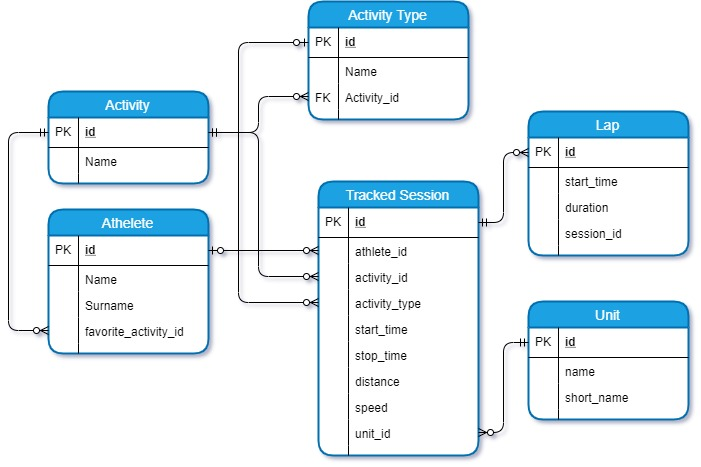 Activity Type
PK id
Name
FK Activity_id
Activity
PK id
Name
Athelete
PK id
Name
Surname
favorite_activity_id
Tracked Session
PK id
athlete_id
activity_id
activity_type
start_time
stop_time
distance
speed
unit_id
Lap
PK id
start_time
duration
session_id
Unit
PK id
name
short_name